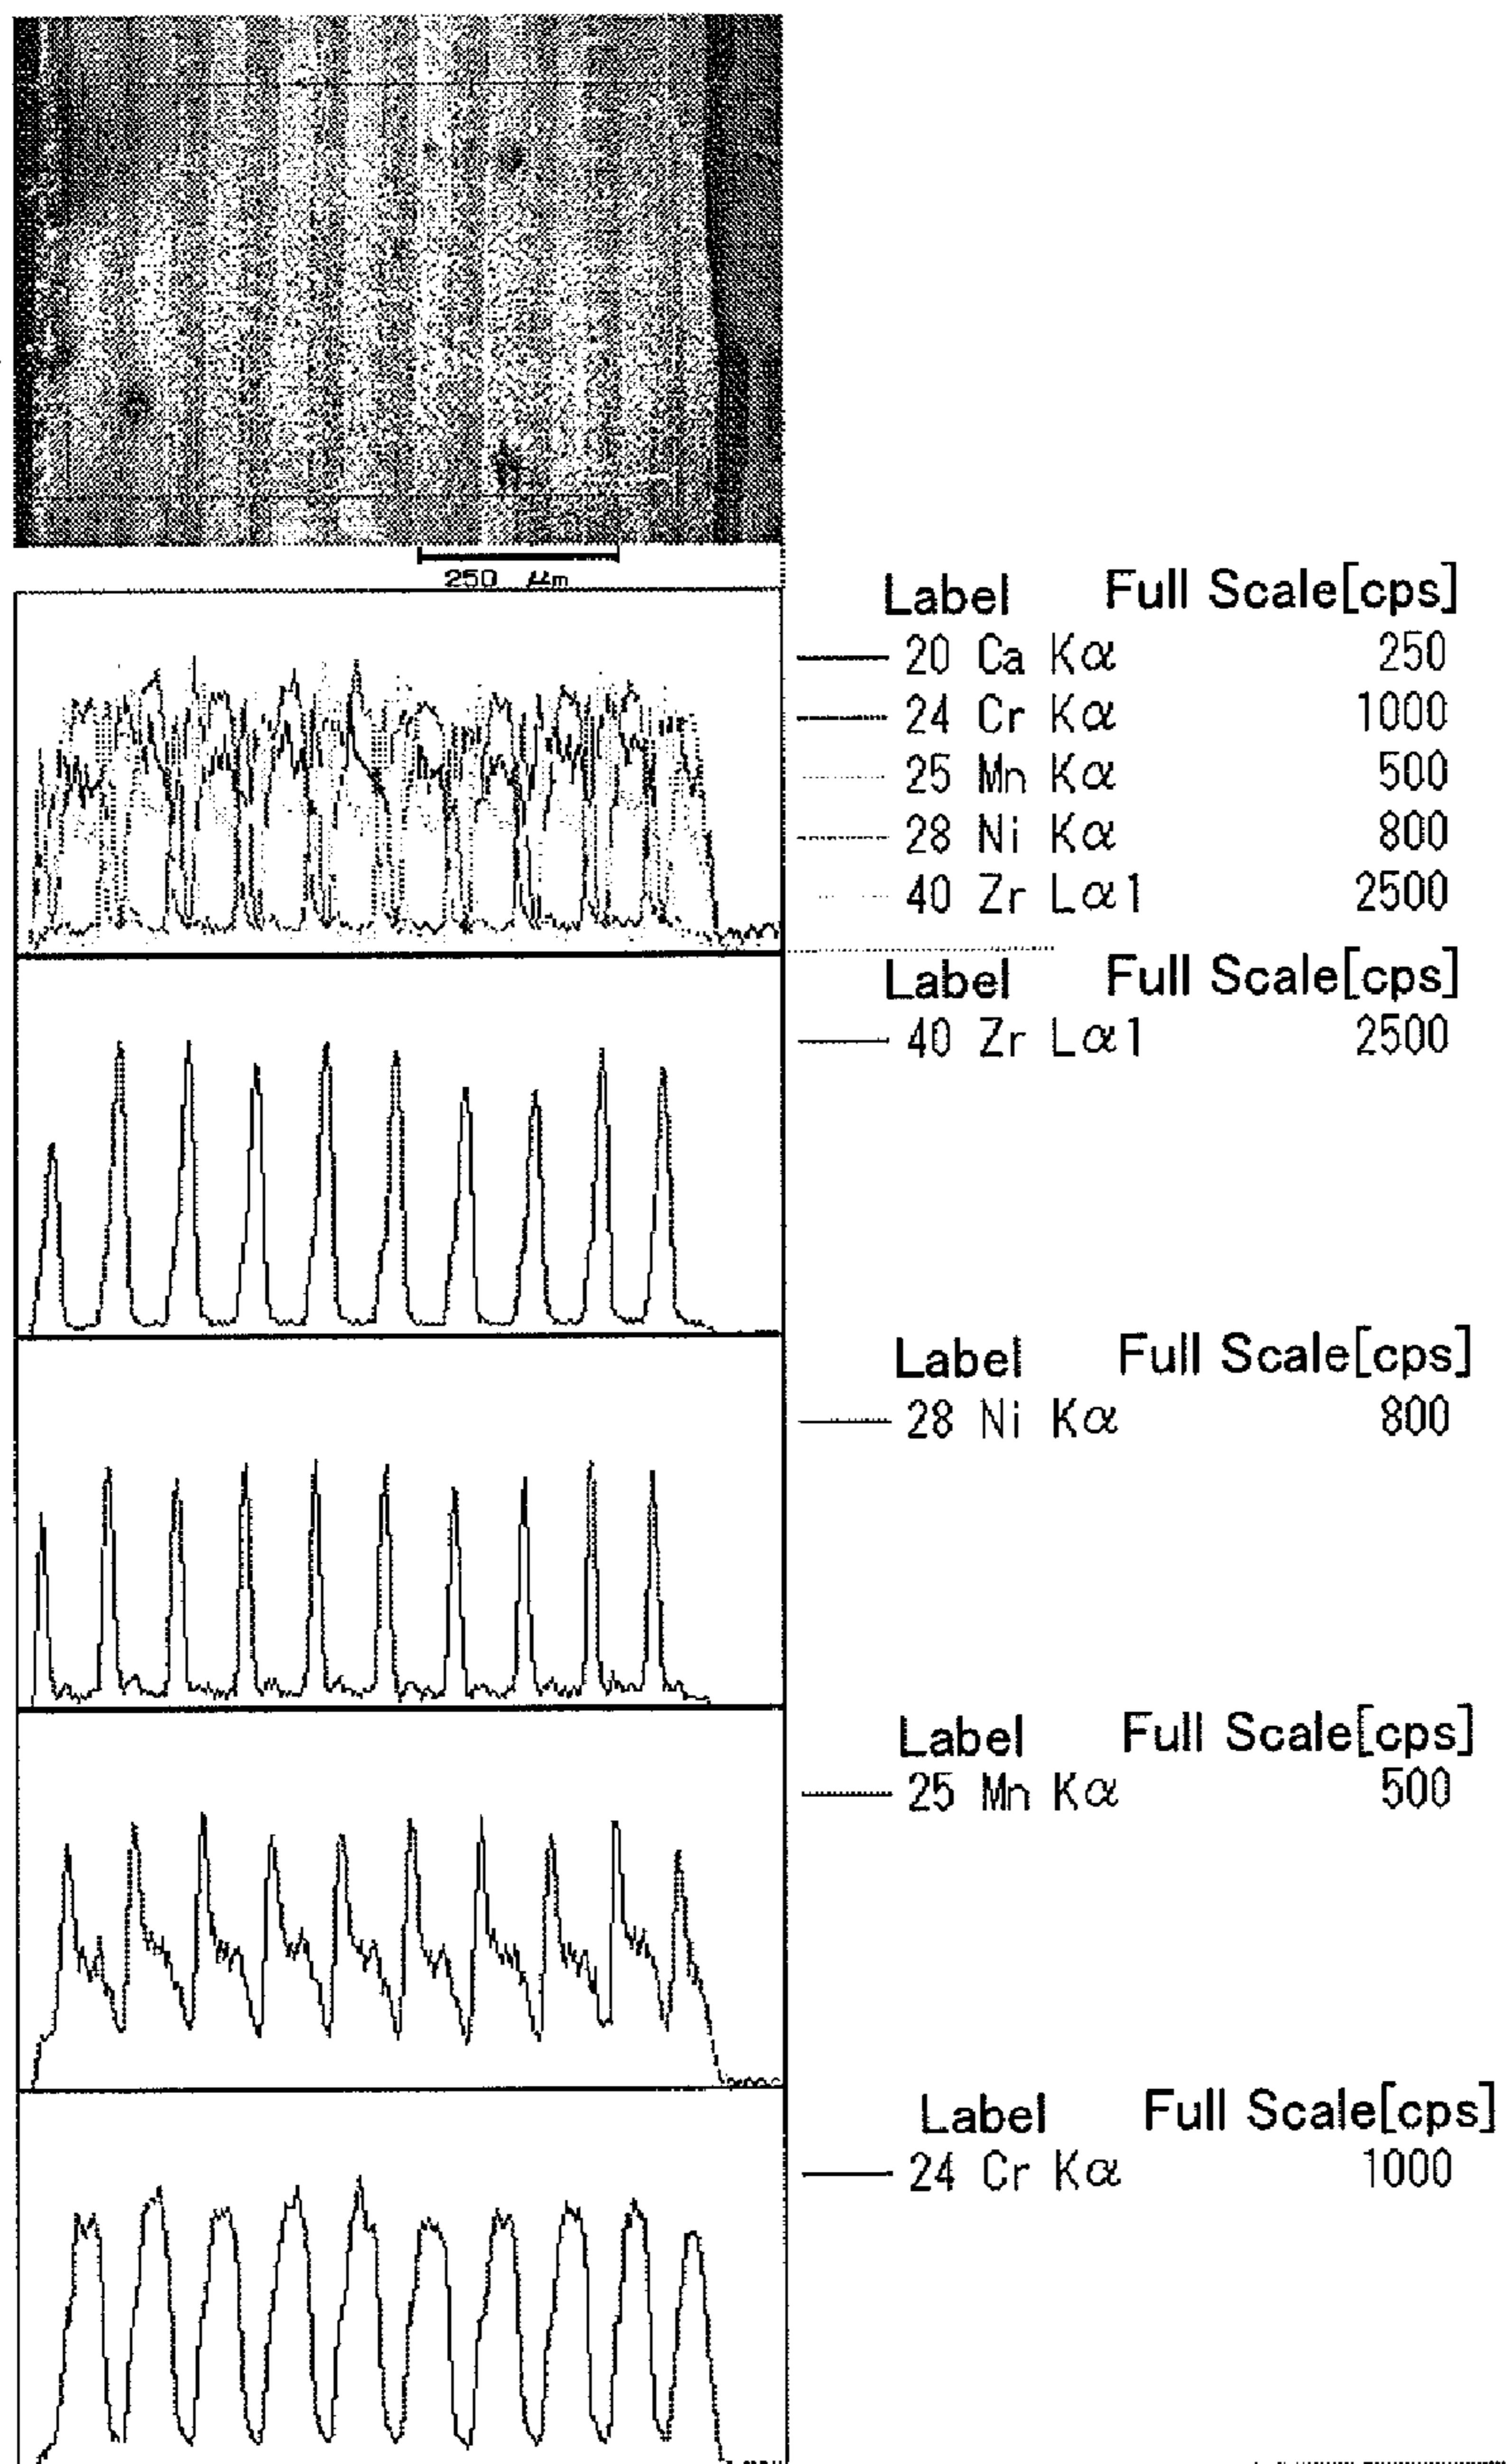 250 μm
Label Full Scale[cps]
20 Ca Kα 250
24 Cr Kα 1000
25 Mn Kα 500
28 Ni Kα 800
40 Zr Lα1 2500
Label Full Scale[cps]
40 Zr Lα1 2500
Label Full Scale[cps]
28 Ni Kα 800
Label Full Scale[cps]
25 Mn Kα 500
Label Full Scale[cps]
24 Cr Kα 1000